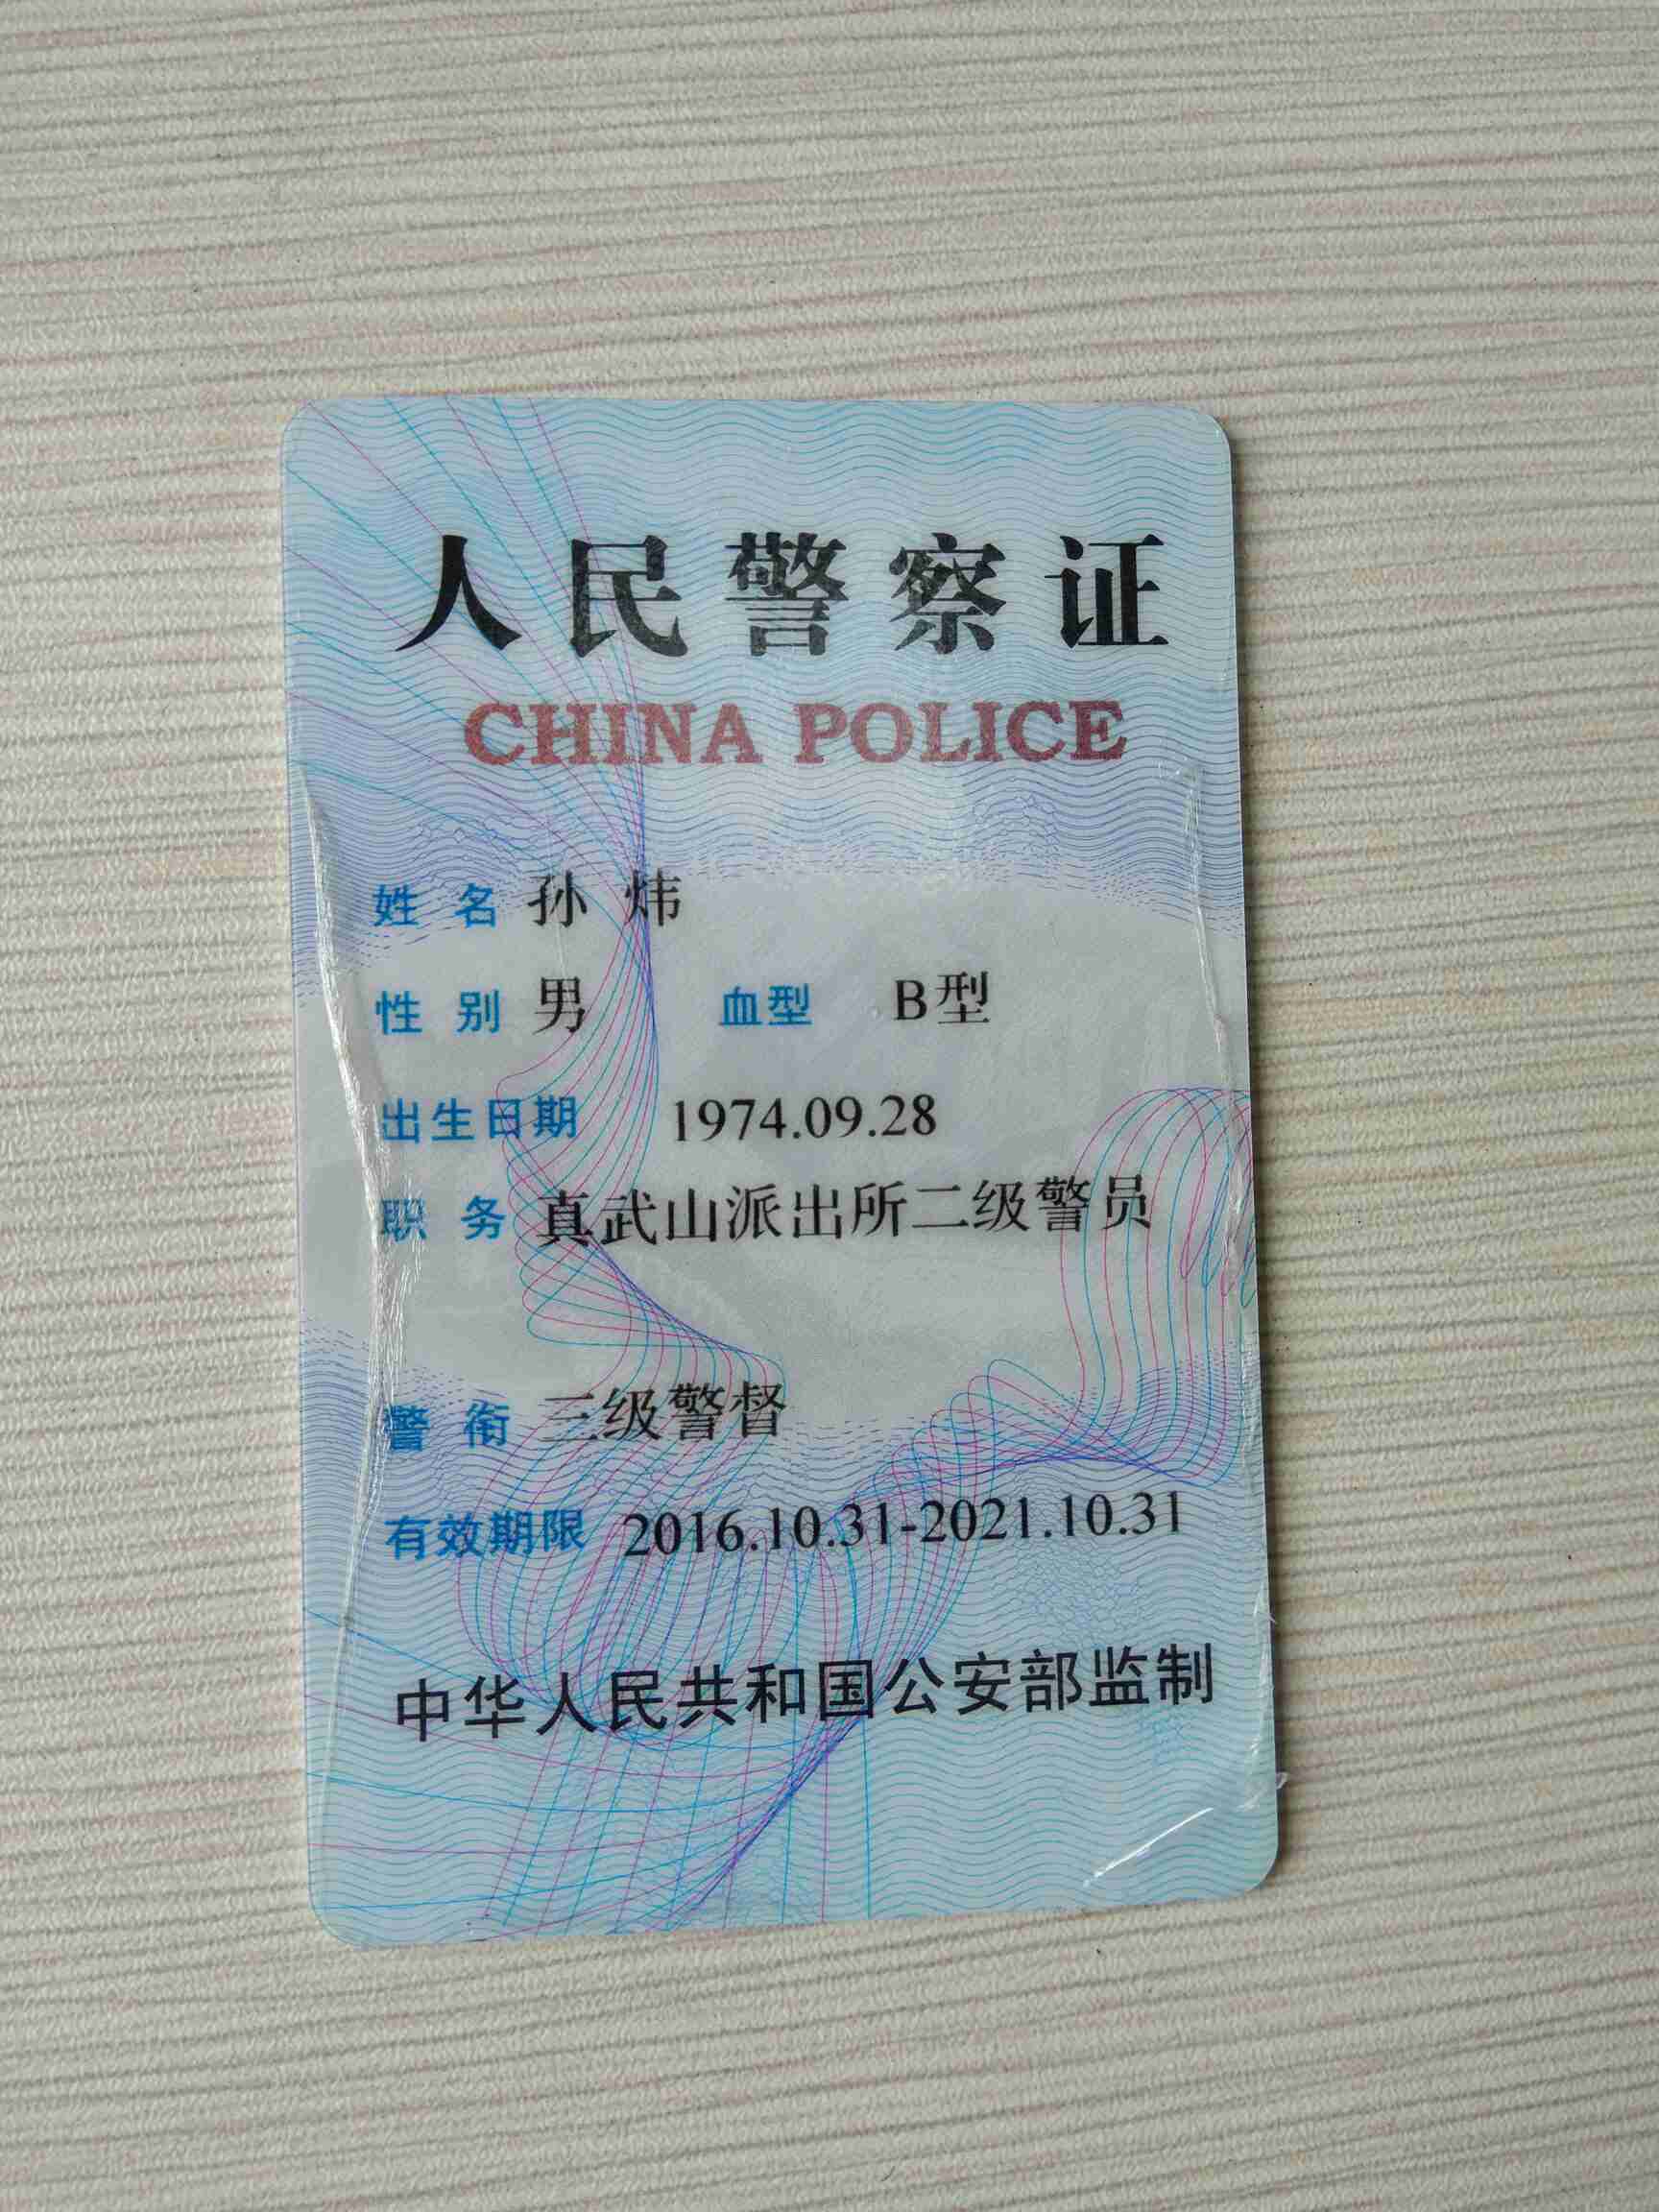 人民警察证
CHINA POLICE
姓名 孙炜
性别 男 血型 B型
出生日期 1974.09.28
职务 真武山派出所二级警员
警衔 三级警督
有效期限 2016.10.31-2021.10.31
中华人民共和国公安部监制